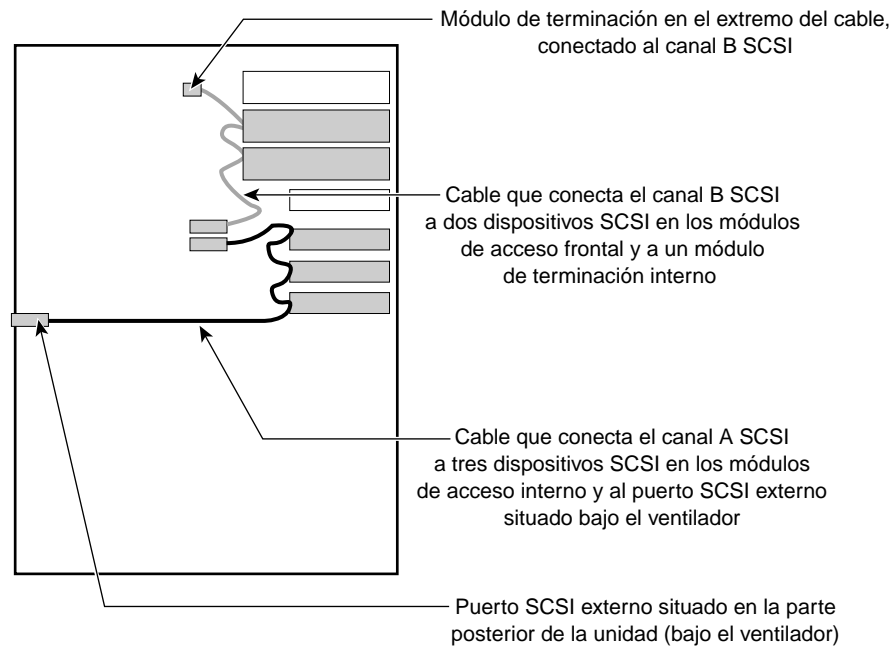 Módulo de terminación en el extremo del cable,
conectado al canal B SCSI
Cable que conecta el canal B SCSI
a dos dispositivos SCSI en los módulos
de acceso frontal y a un módulo
de terminación interno
Cable que conecta el canal A SCSI
a tres dispositivos SCSI en los módulos
de acceso interno y al puerto SCSI externo
situado bajo el ventilador
Puerto SCSI externo situado en la parte
posterior de la unidad (bajo el ventilador)